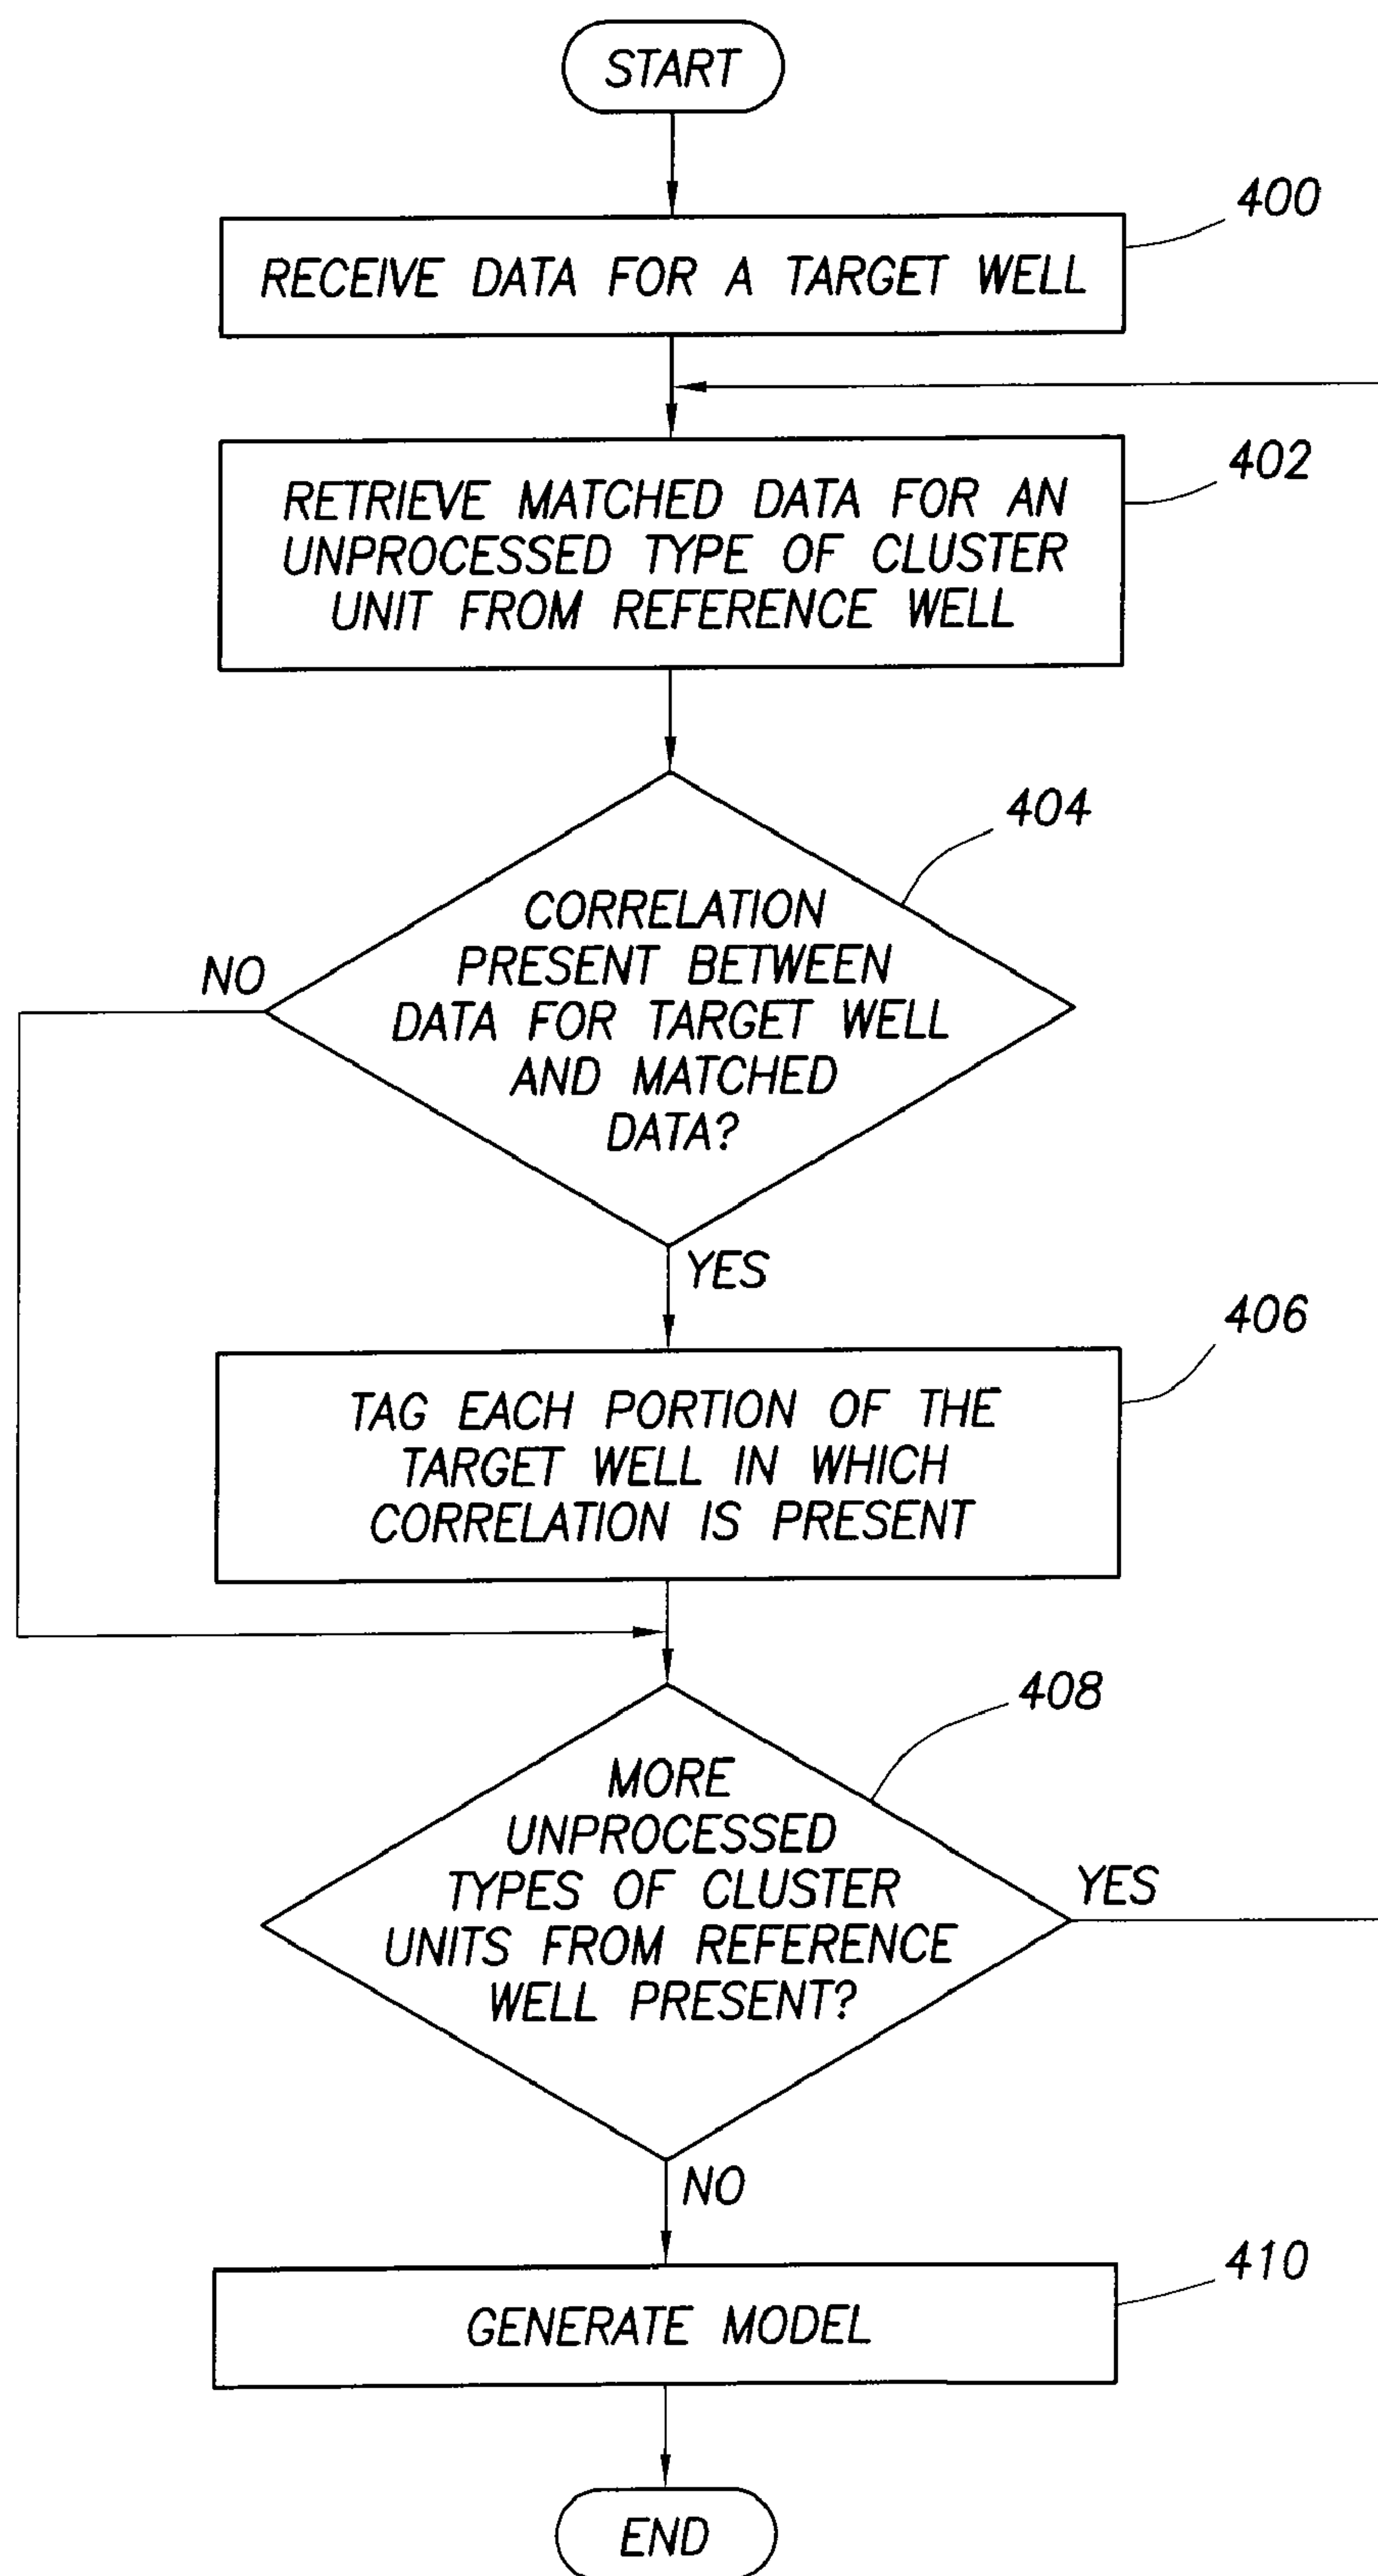 START
400
RECEIVE DATA FOR A TARGET WELL
402
RETRIEVE MATCHED DATA FOR AN
UNPROCESSED TYPE OF CLUSTER
UNIT FROM REFERENCE WELL
404
CORRELATION
PRESENT BETWEEN
DATA FOR TARGET WELL
AND MATCHED
DATA?
NO
YES
406
TAG EACH PORTION OF THE
TARGET WELL IN WHICH
CORRELATION IS PRESENT
408
MORE
UNPROCESSED
TYPES OF CLUSTER
UNITS FROM REFERENCE
WELL PRESENT?
YES
NO
410
GENERATE MODEL
END